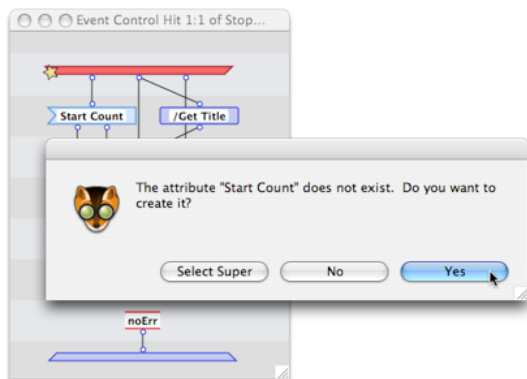 Event Control Hit 1:1 of Stop...
Start Count
/Get Title
The attribute "Start Count" does not exist. Do you want to
create it?
Select Super
No
Yes
noErr